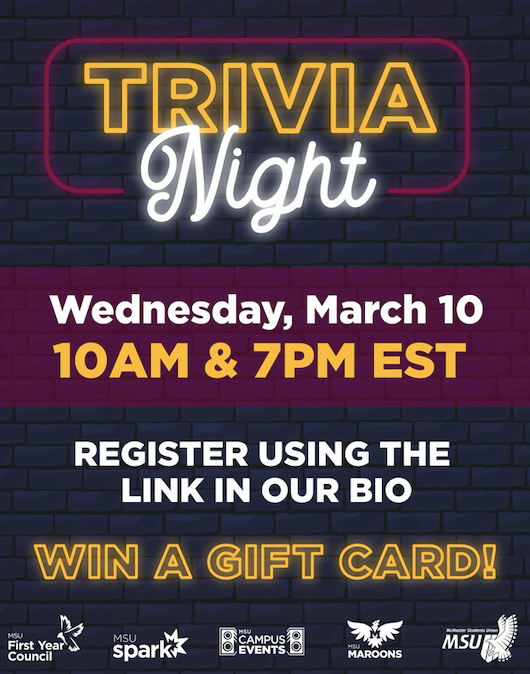 TRIVIA
Night
Wednesday, March 10
10AM & 7PM EST
REGISTER USING THE
LINK IN OUR BIO
WIN A GIFT CARD!
MSU
First Year
Council
MSU
spark
MSU
CAMPUS
EVENTS
MSU
MAROONS
McMaster Students Union
MSU